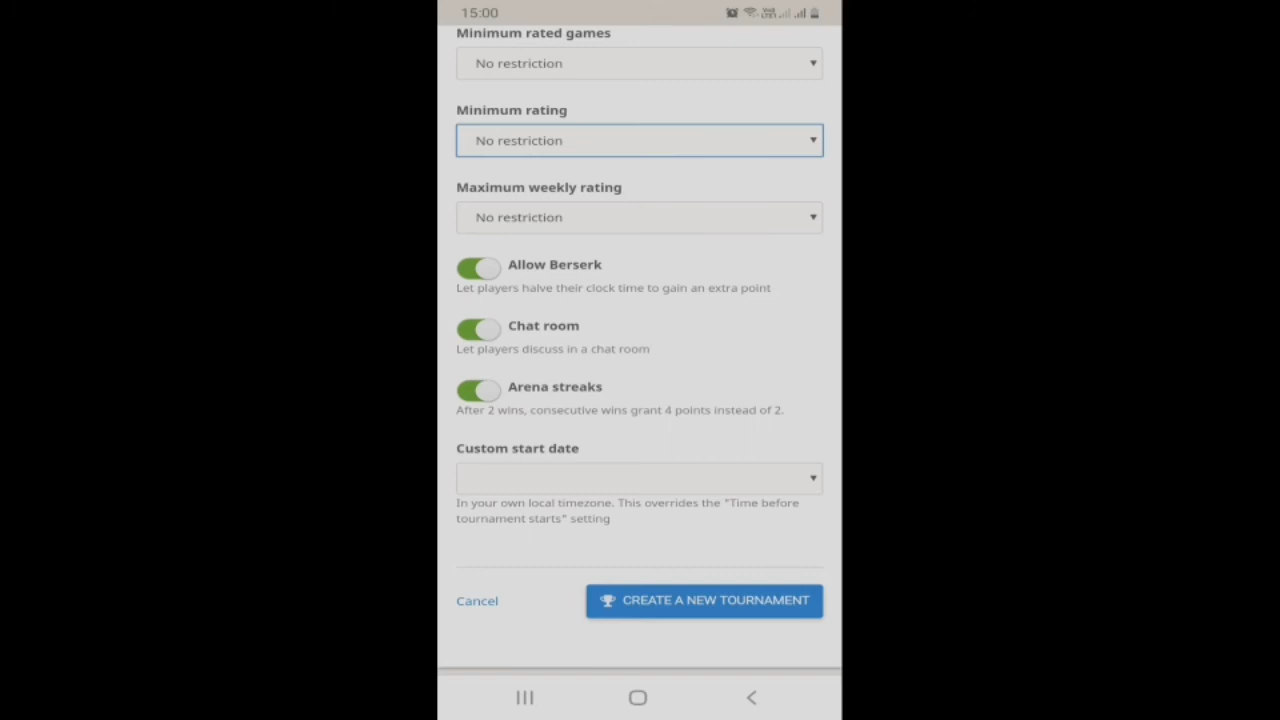 15:00
Minimum rated games
No restriction
Minimum rating
No restriction
Maximum weekly rating
No restriction
Allow Berserk
Let players halve their clock time to gain an extra point
Chat room
Let players discuss in a chat room
Arena streaks
After 2 wins, consecutive wins grant 4 points instead of 2.
Custom start date
In your own local timezone. This overrides the "Time before
tournament starts" setting
Cancel
CREATE A NEW TOURNAMENT